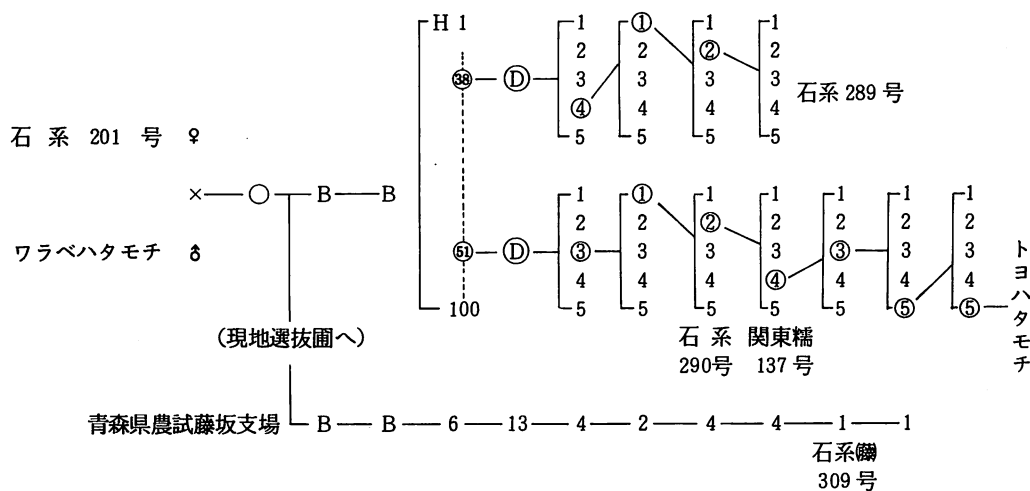 H 1
㊳ — Ⓓ
1 2 3 ④ 5
① 2 3 4 5
1 ② 3 4 5
1 2 3 4 5
石系 289 号
石 系 201 号 ♀
× — ○ — B — B
ワラベハタモチ ♂
51 — Ⓓ
1 2 ③ 4 5
① 2 3 4 5
1 ② 3 4 5
1 2 3 ④ 5
1 2 ③ 4 5
1 2 3 4 ⑤
1 2 3 4 ⑤
トヨハタモチ
100
石 系
290号
関東糯
137 号
(現地選抜圃へ)
青森県農試藤坂支場 B — B — 6 — 13 — 4 — 2 — 4 — 4 — 1 — 1
石系(藤)
309 号